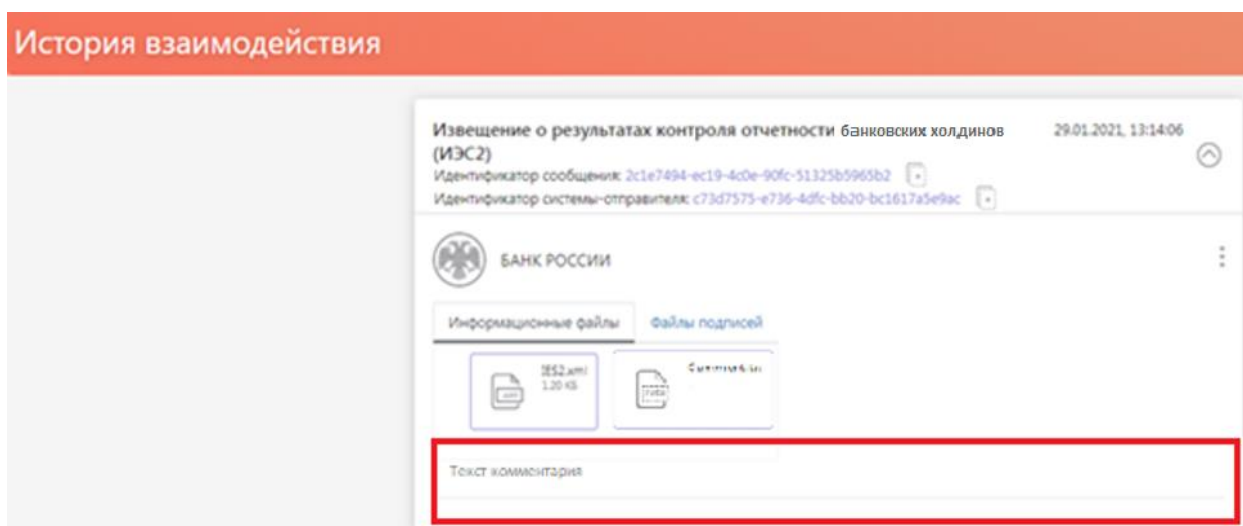 История взаимодействия
Извещение о результатах контроля отчетности банковских холдинов 29.01.2021, 13:14:06
(ИЭС2)
Идентификатор сообщения: 2c1e7494-ec19-4c0e-90fc-51325b5965b2
Идентификатор системы-отправителя: c73d7575-e736-4dfc-bb20-bc1617a5e9ac
БАНК РОССИИ
Информационные файлы Файлы подписей
IES2.xml
1.20 КБ
Текст комментария